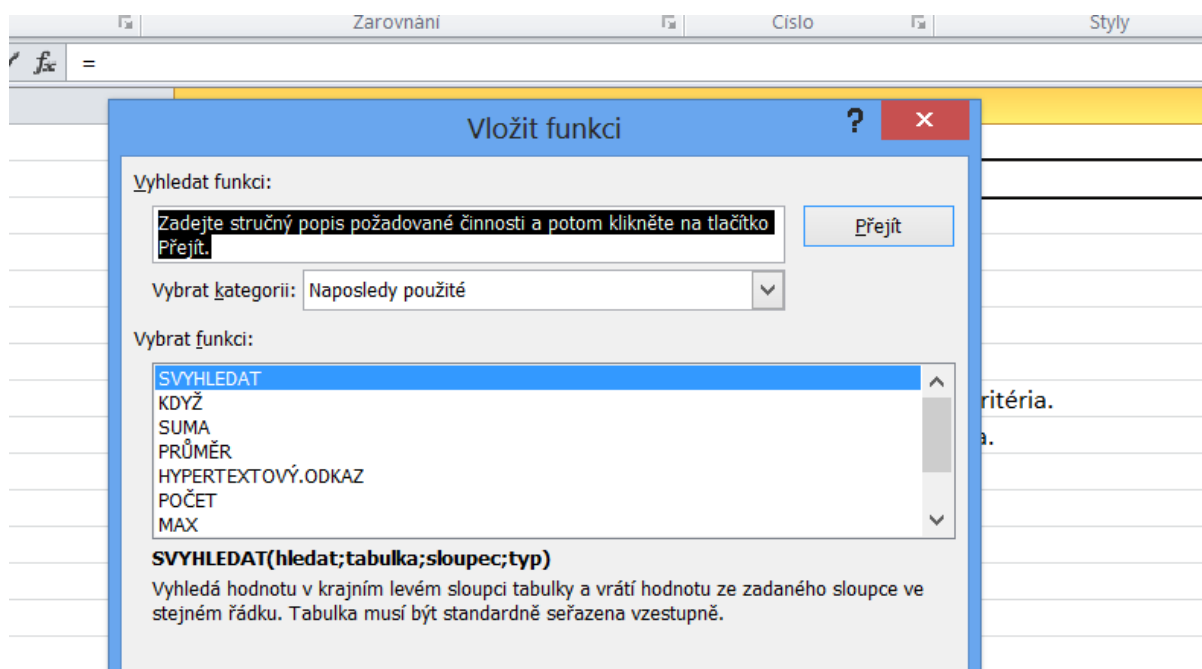 Zarovnání Číslo Styly
fx =
Vložit funkci ?
Vyhledat funkci:
Zadejte stručný popis požadované činnosti a potom klikněte na tlačítko
Přejít.
Přejít
Vybrat kategorii: Naposledy použité
Vybrat funkci:
SVYHLEDAT
KDYŽ
ritéria.
SUMA
PRŮMĚR
a.
HYPERTEXTOVÝ.ODKAZ
POČET
MAX
SVYHLEDAT(hledat;tabulka;sloupec;typ)
Vyhledá hodnotu v krajním levém sloupci tabulky a vrátí hodnotu ze zadaného sloupce ve
stejném řádku. Tabulka musí být standardně seřazena vzestupně.